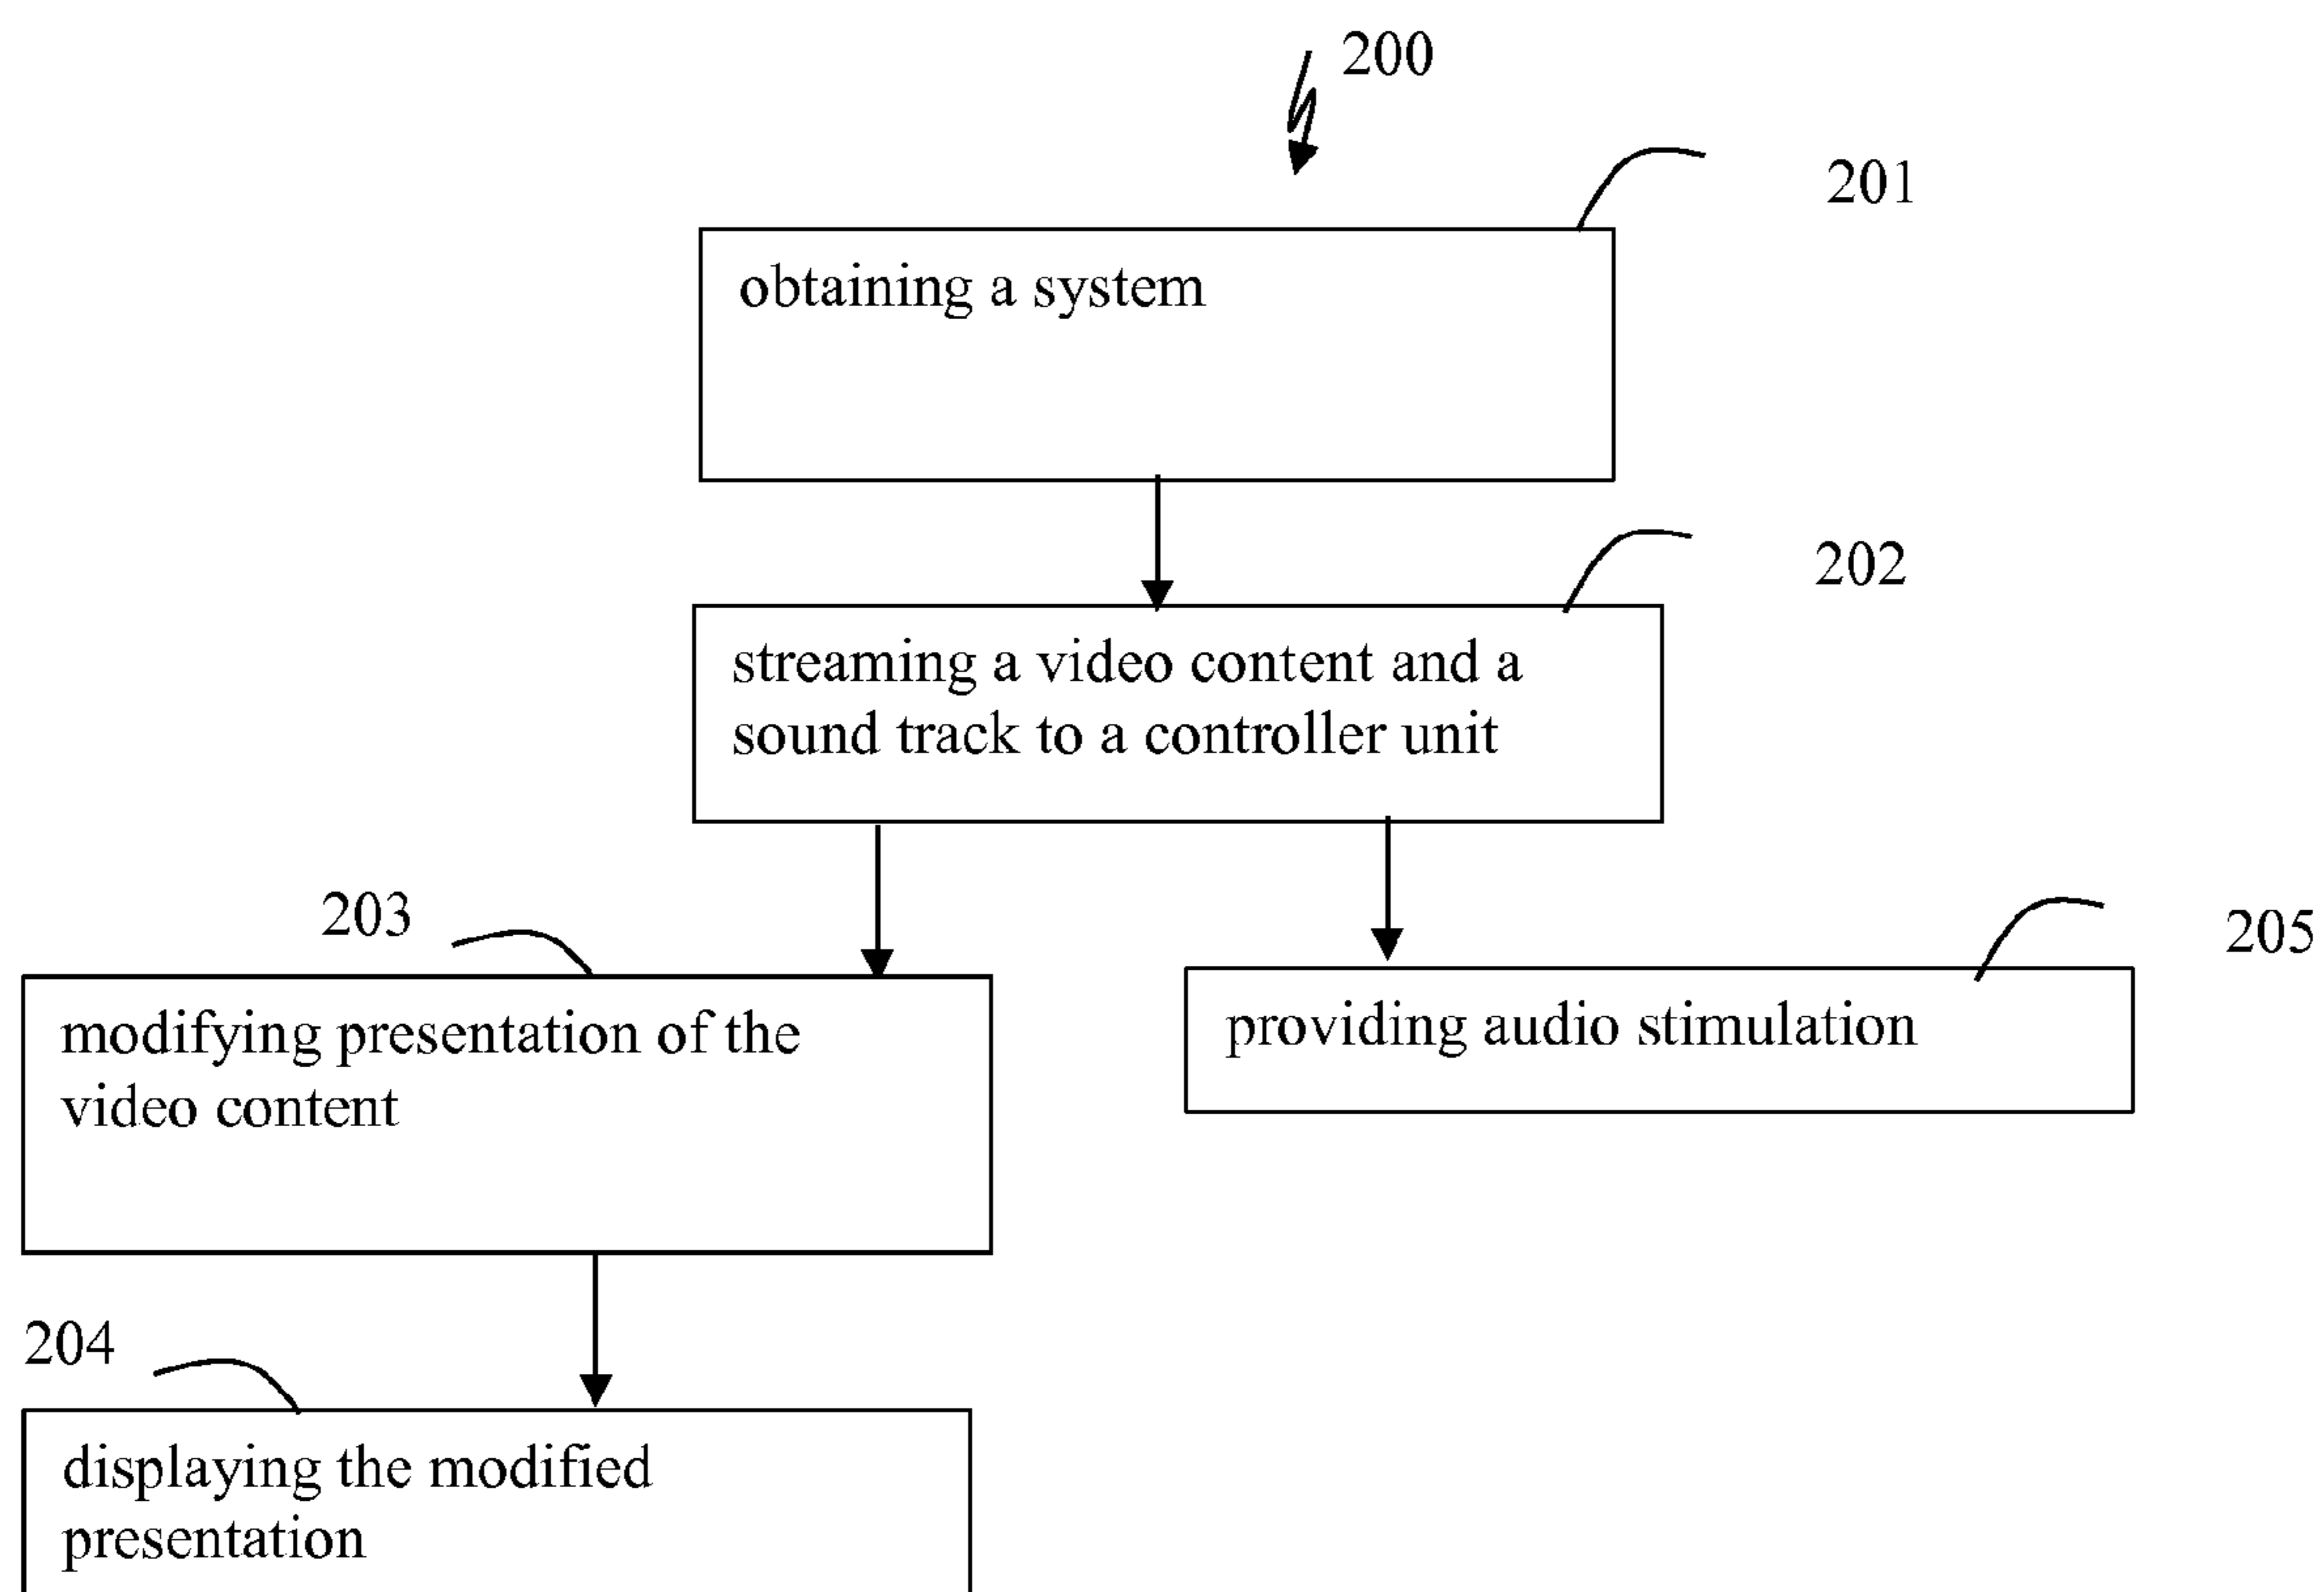 200
201
obtaining a system
202
streaming a video content and a
sound track to a controller unit
203
205
modifying presentation of the
video content
providing audio stimulation
204
displaying the modified
presentation